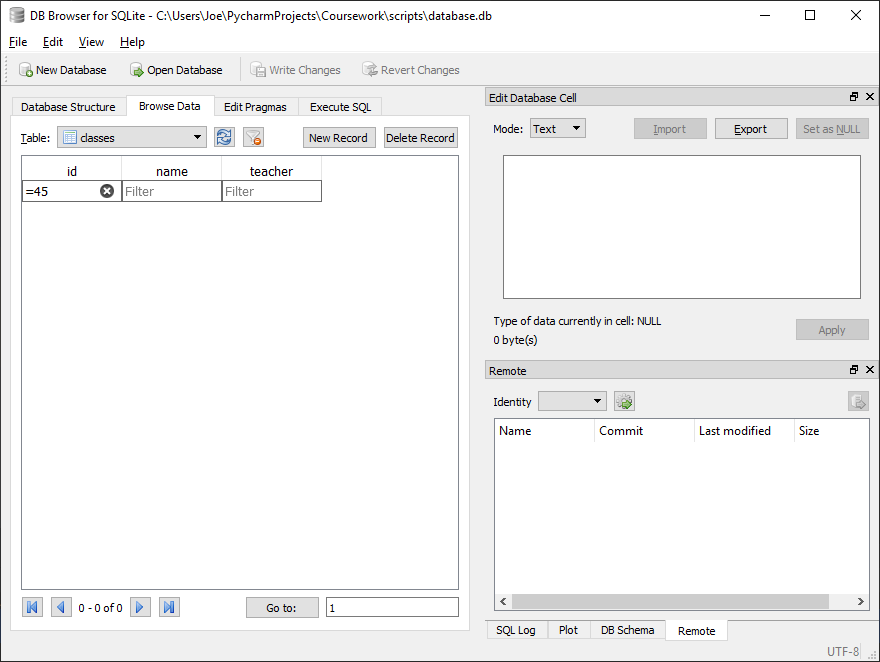 DB Browser for SQLite - C:\Users\Joe\PycharmProjects\Coursework\scripts\database.db
File Edit View Help
New Database Open Database Write Changes Revert Changes
Database Structure Browse Data Edit Pragmas Execute SQL
Table: classes New Record Delete Record
id name teacher
=45 Filter Filter
0 - 0 of 0 Go to: 1
Edit Database Cell
Mode: Text Import Export Set as NULL
Type of data currently in cell: NULL
0 byte(s)
Apply
Remote
Identity
Name Commit Last modified Size
SQL Log Plot DB Schema Remote
UTF-8